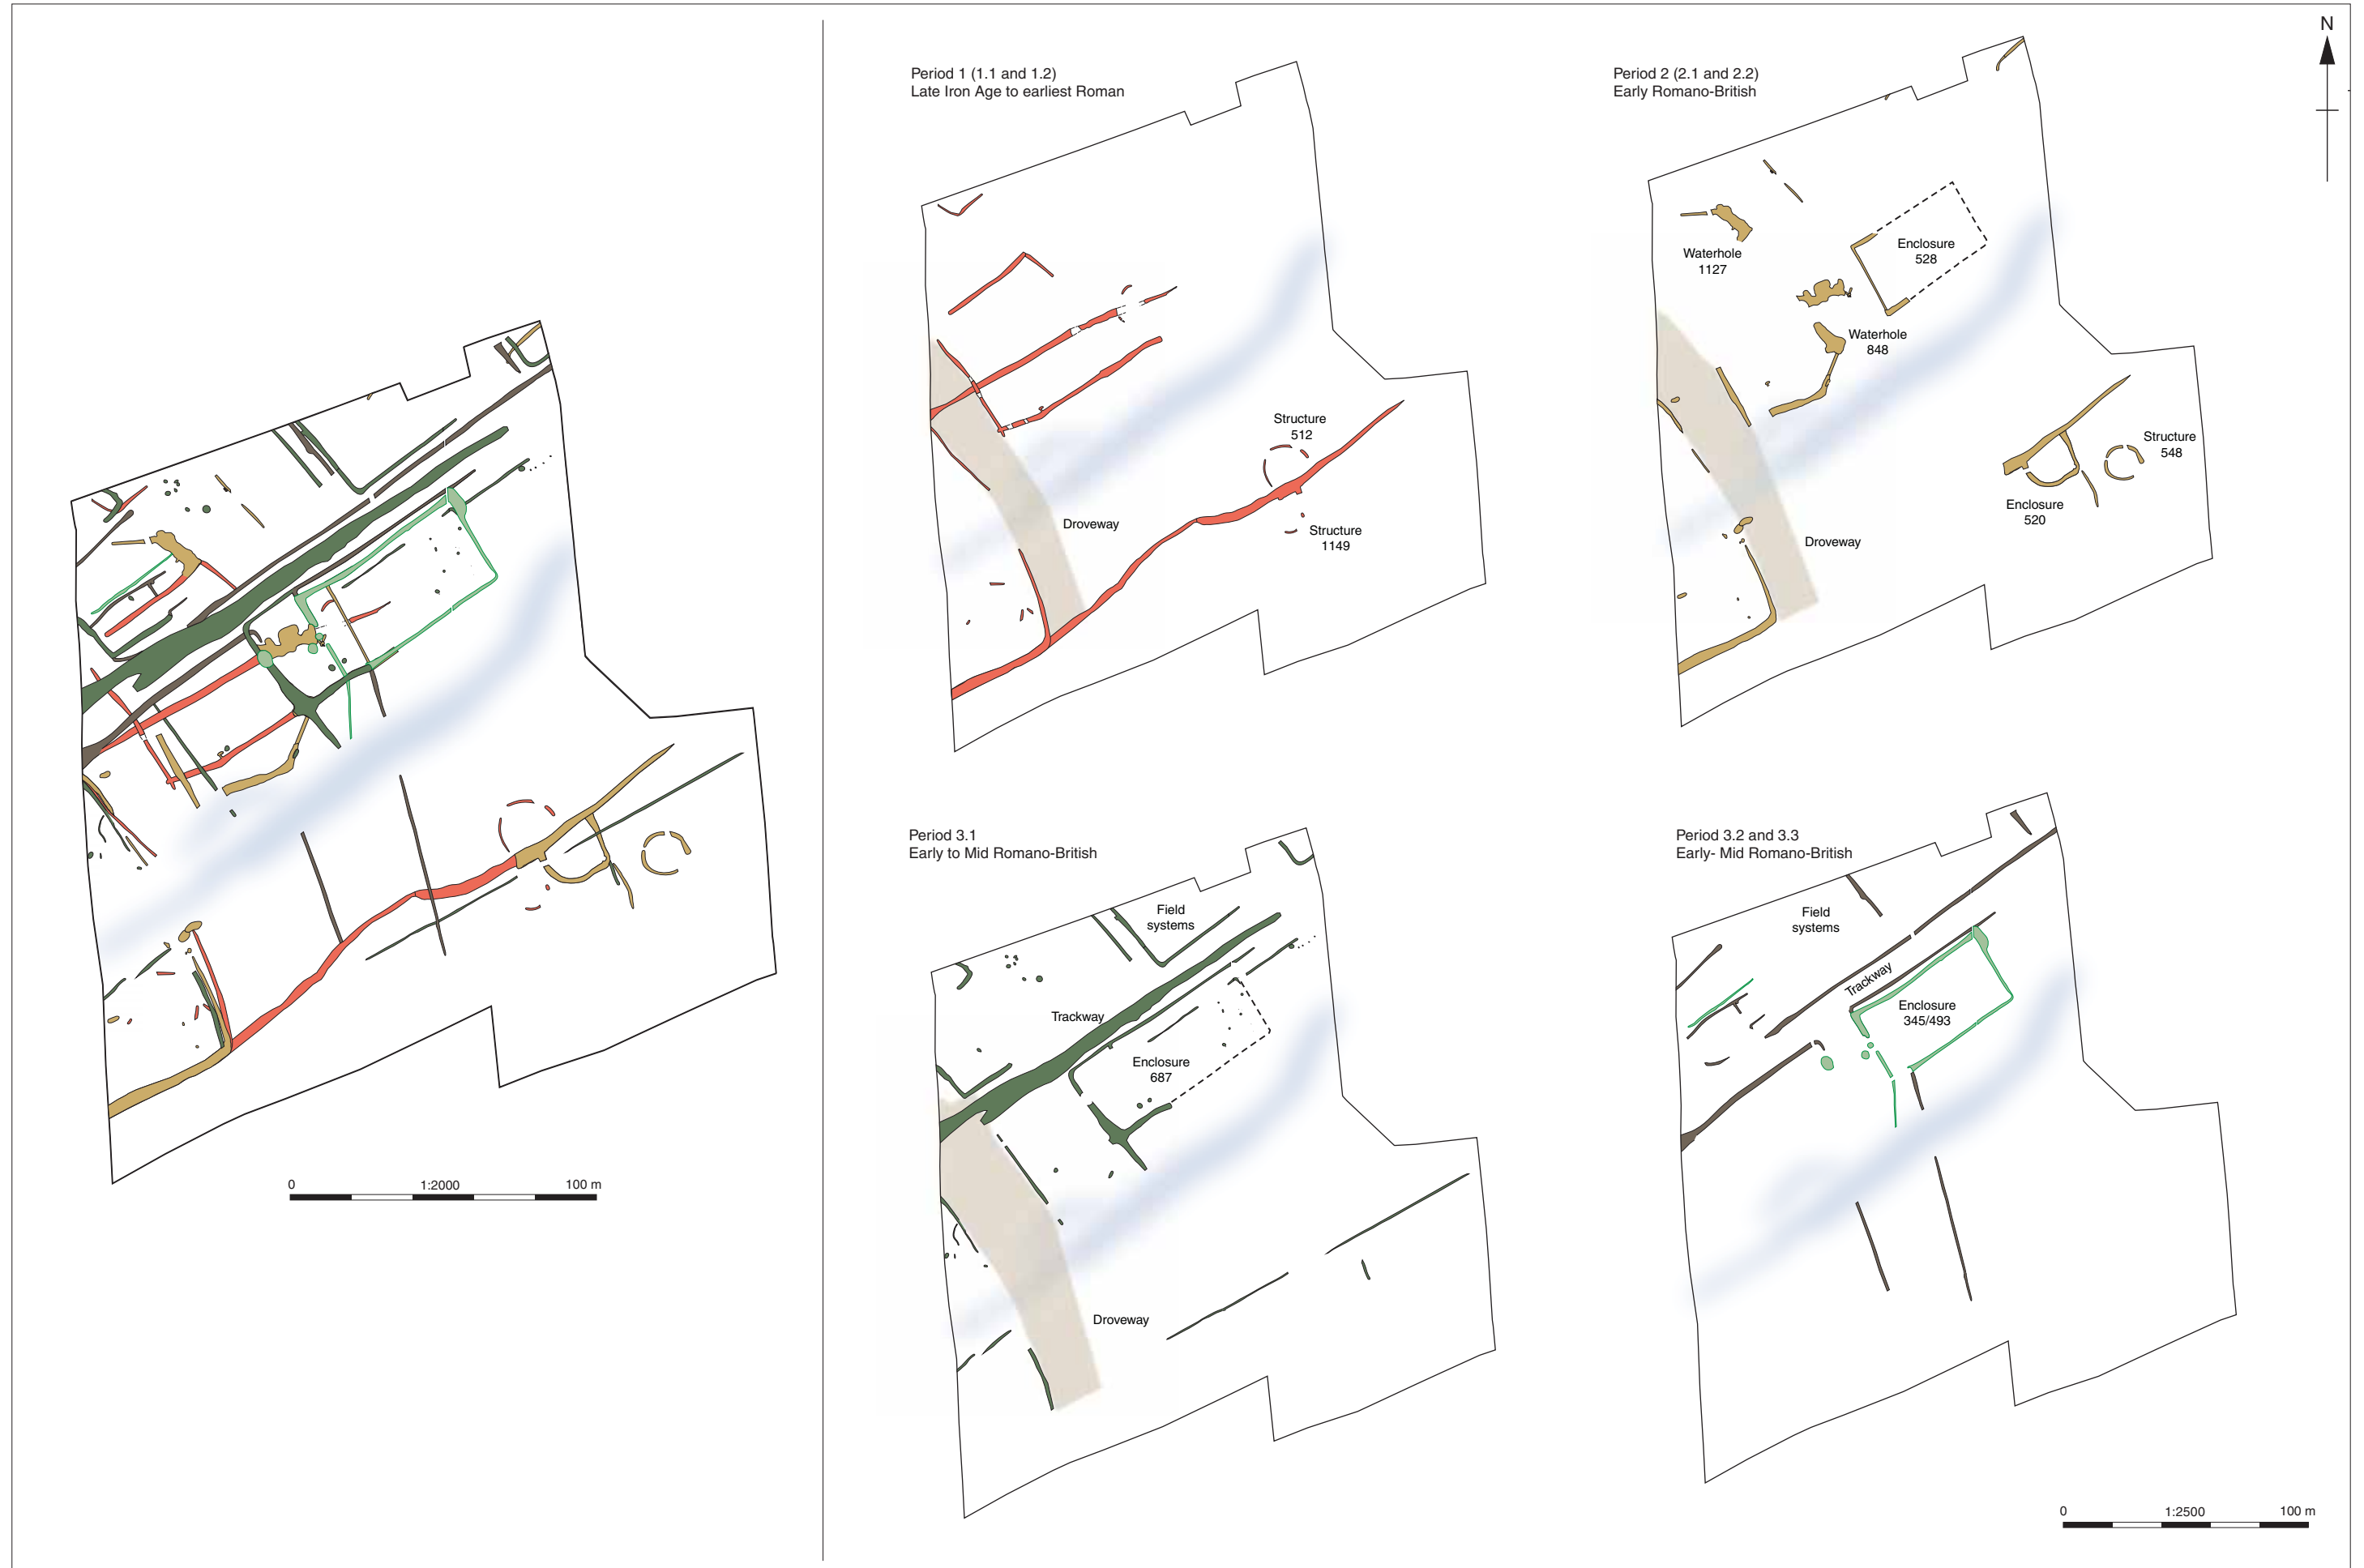 0 1:2000 100 m
Period 1 (1.1 and 1.2)
Late Iron Age to earliest Roman
Structure
512
Droveway
Structure
1149
Period 2 (2.1 and 2.2)
Early Romano-British
N
Waterhole
1127
Enclosure
528
Waterhole
848
Structure
548
Enclosure
520
Droveway
Period 3.1
Early to Mid Romano-British
Field
systems
Trackway
Enclosure
687
Droveway
Period 3.2 and 3.3
Early- Mid Romano-British
Field
systems
Trackway
Enclosure
345/493
0 1:2500 100 m